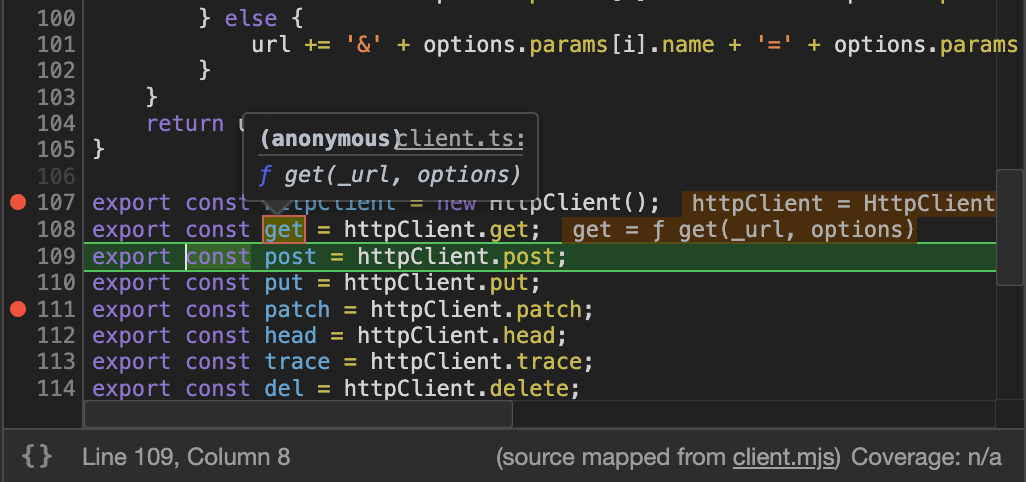 100 } else {
101 url += '&' + options.params[i].name + '=' + options.params
102 }
103 }
104 return
105 }
(anonymous) client.ts:
ƒ get(_url, options)
106
107 export const httpClient = new HttpClient(); httpClient = HttpClient
108 export const get = httpClient.get; get = ƒ get(_url, options)
109 export const post = httpClient.post;
110 export const put = httpClient.put;
111 export const patch = httpClient.patch;
112 export const head = httpClient.head;
113 export const trace = httpClient.trace;
114 export const del = httpClient.delete;
{} Line 109, Column 8 (source mapped from client.mjs) Coverage: n/a